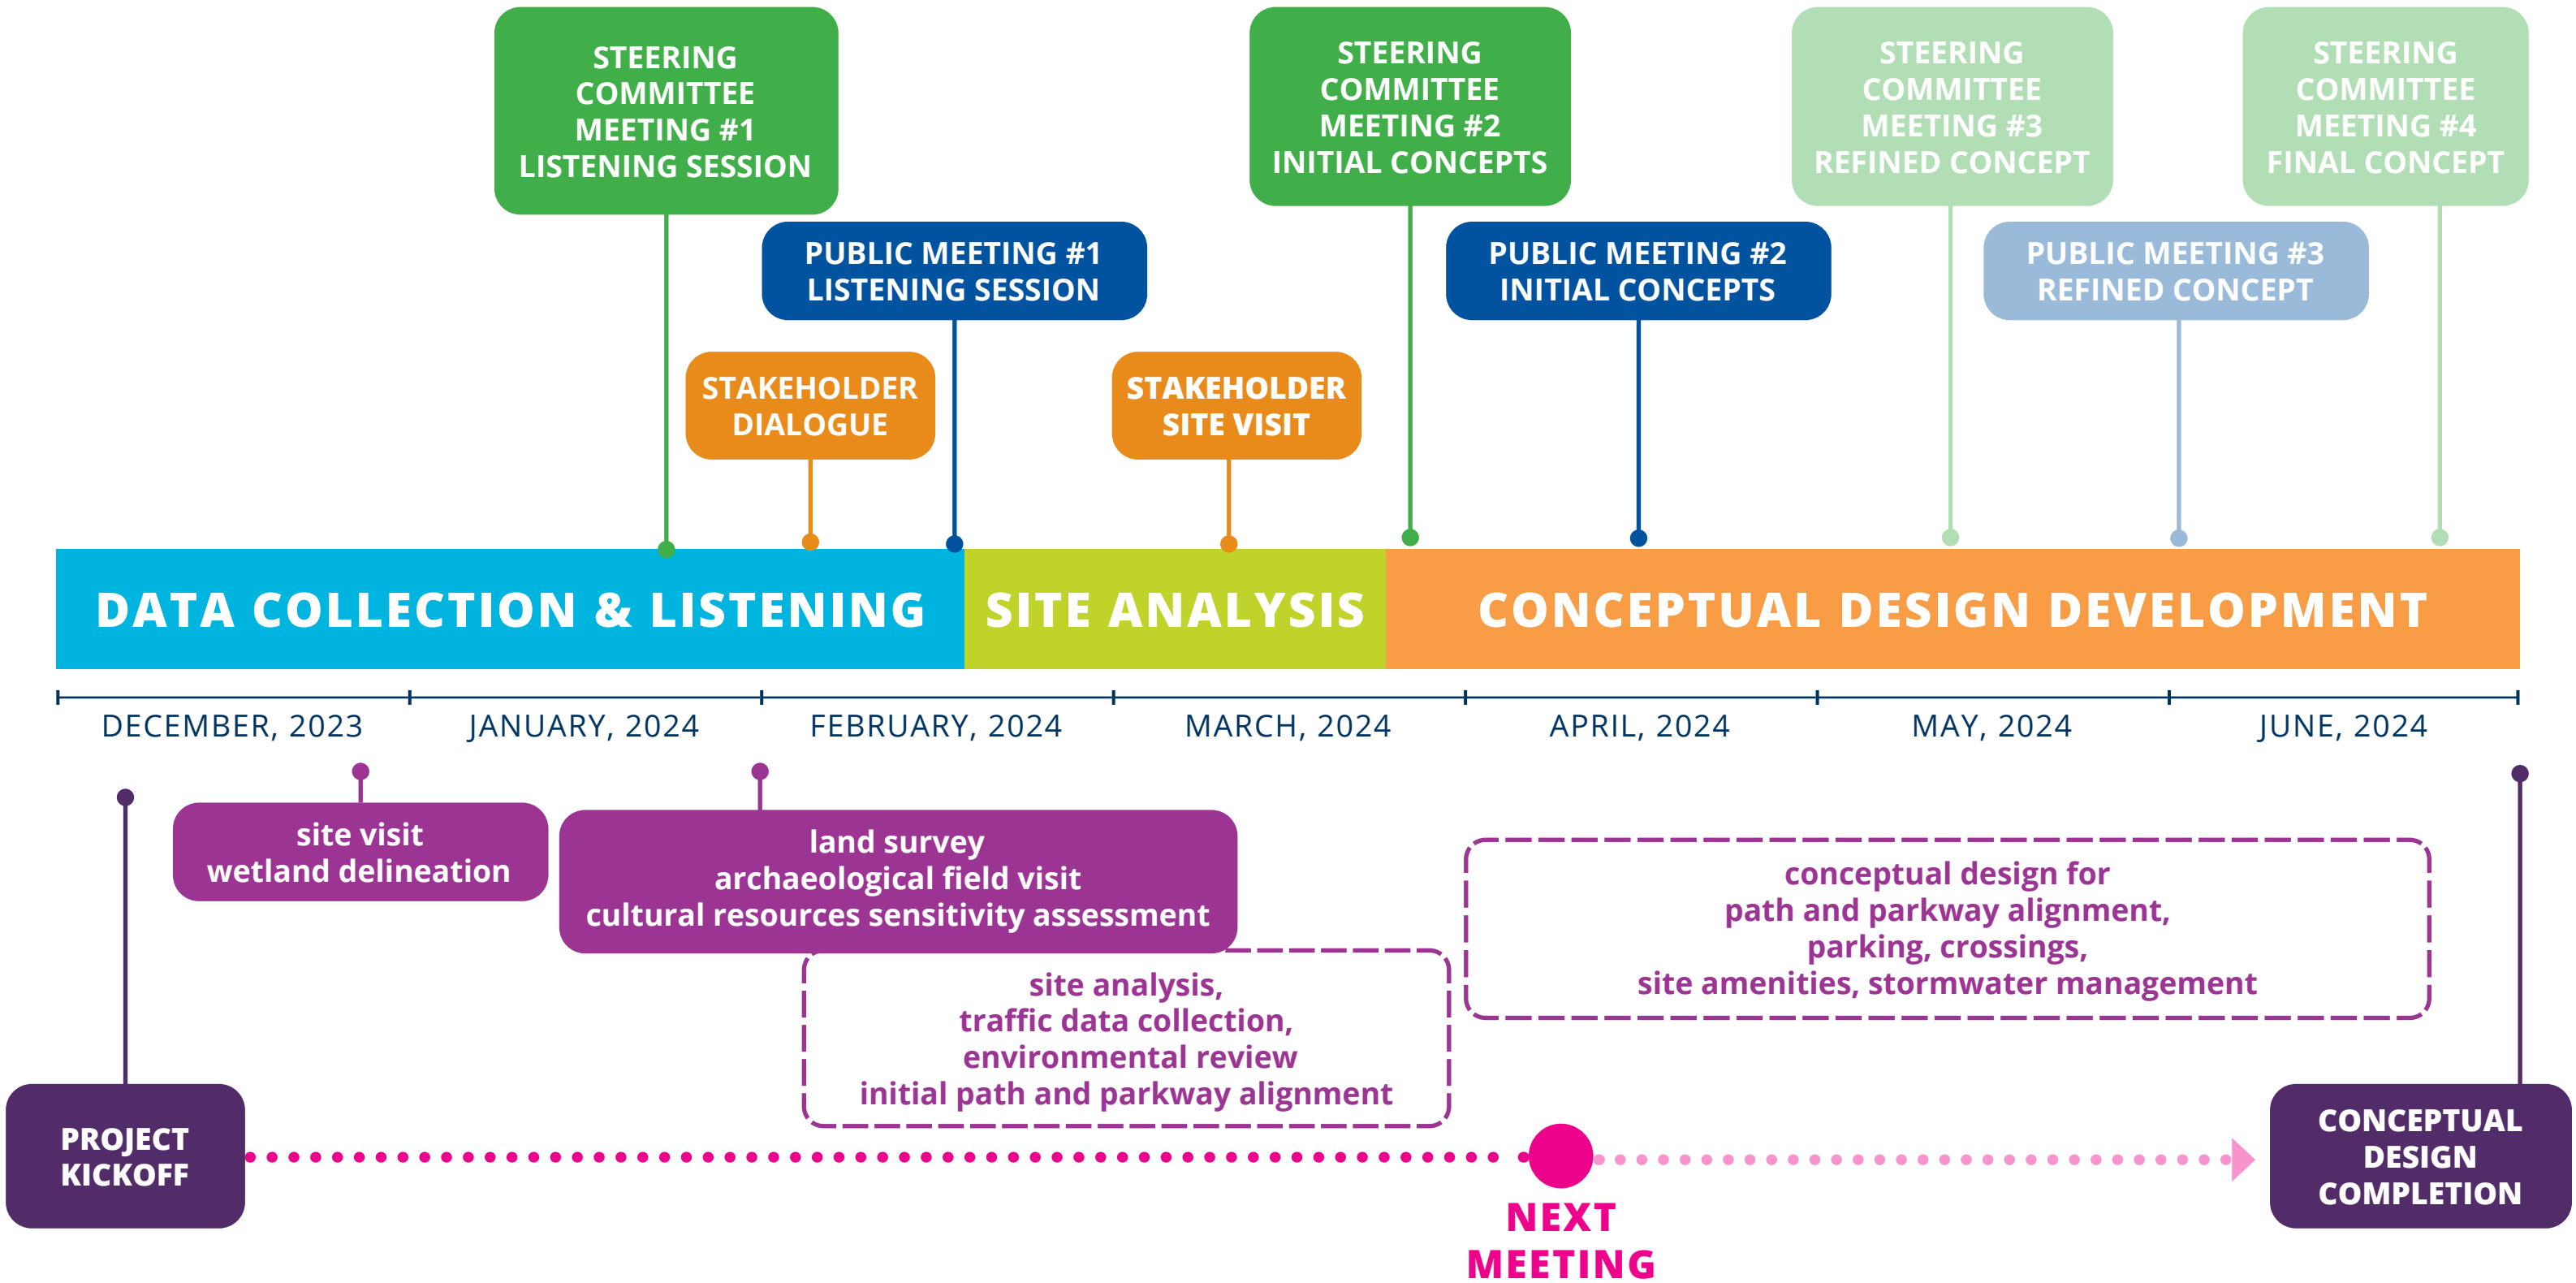 STEERING
COMMITTEE
MEETING #1
LISTENING SESSION
STEERING
COMMITTEE
MEETING #2
INITIAL CONCEPTS
STEERING
COMMITTEE
MEETING #3
REFINED CONCEPT
STEERING
COMMITTEE
MEETING #4
FINAL CONCEPT
PUBLIC MEETING #1
LISTENING SESSION
PUBLIC MEETING #2
INITIAL CONCEPTS
PUBLIC MEETING #3
REFINED CONCEPT
STAKEHOLDER
DIALOGUE
STAKEHOLDER
SITE VISIT
DATA COLLECTION & LISTENING
SITE ANALYSIS
CONCEPTUAL DESIGN DEVELOPMENT
DECEMBER, 2023
JANUARY, 2024
FEBRUARY, 2024
MARCH, 2024
APRIL, 2024
MAY, 2024
JUNE, 2024
site visit
wetland delineation
land survey
archaeological field visit
cultural resources sensitivity assessment
site analysis,
traffic data collection,
environmental review
initial path and parkway alignment
conceptual design for
path and parkway alignment,
parking, crossings,
site amenities, stormwater management
PROJECT
KICKOFF
NEXT
MEETING
CONCEPTUAL
DESIGN
COMPLETION